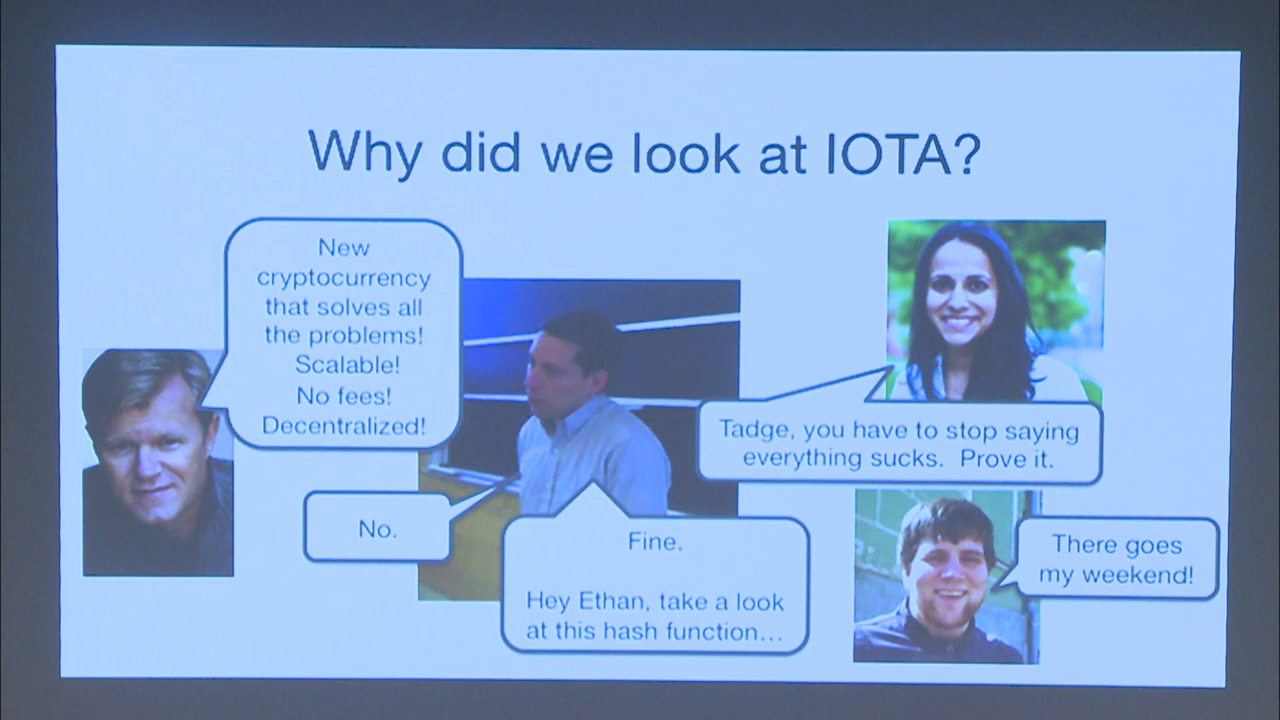 Why did we look at IOTA?
New
cryptocurrency
that solves all
the problems!
Scalable!
No fees!
Decentralized!
No.
Tadge, you have to stop saying
everything sucks. Prove it.
Fine.
Hey Ethan, take a look
at this hash function...
There goes
my weekend!